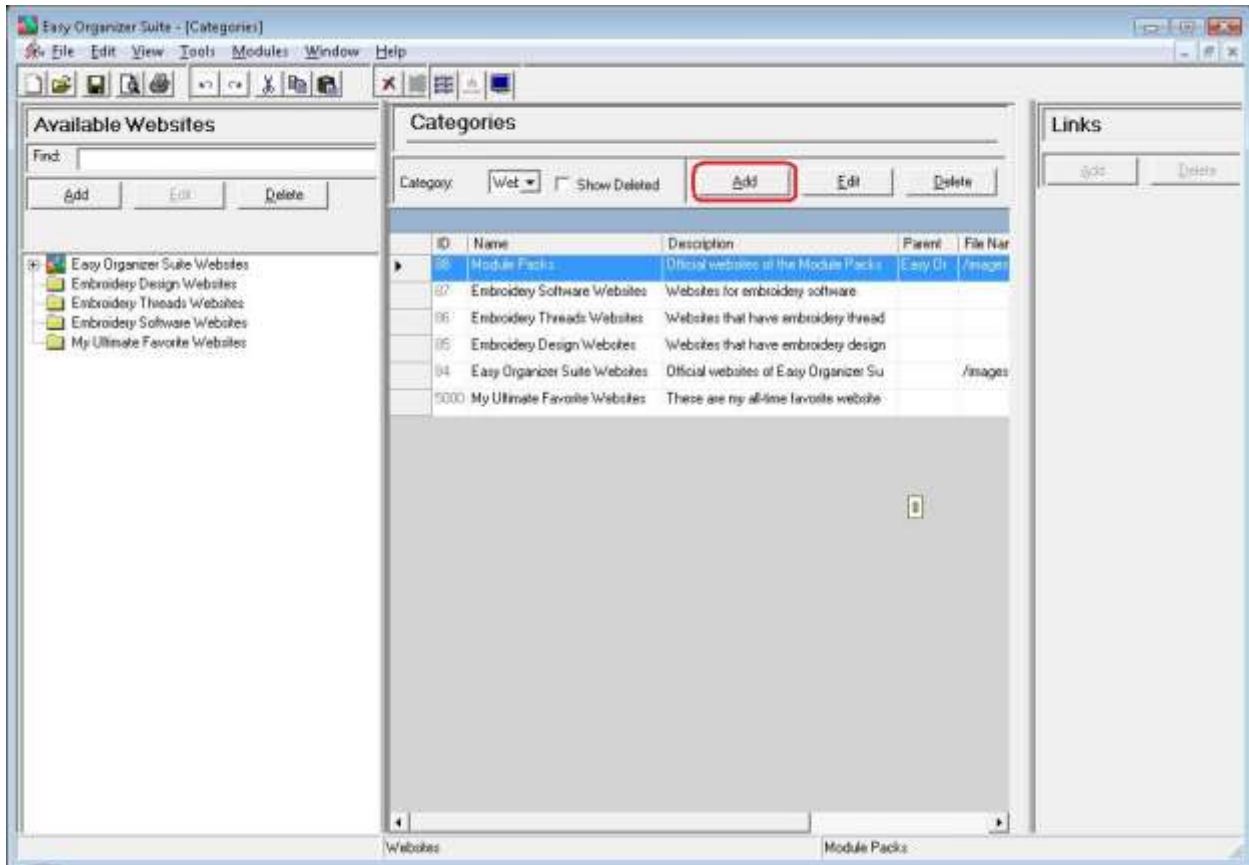 Easy Organizer Suite - [Categories]
File Edit View Tools Modules Window Help
Available Websites
Find:
Add Edit Delete
Easy Organizer Suite Websites
Embroidery Design Websites
Embroidery Threads Websites
Embroidery Software Websites
My Ultimate Favorite Websites
Categories
Category: Wet Show Deleted Add Edit Delete
ID Name Description Parent File Nar
88 Module Packs Official websites of the Module Packs Easy Or /images
87 Embroidery Software Websites Websites for embroidery software
86 Embroidery Threads Websites Websites that have embroidery thread
85 Embroidery Design Websites Websites that have embroidery design
84 Easy Organizer Suite Websites Official websites of Easy Organizer Su /images
5000 My Ultimate Favorite Websites These are my all-time favorite website
Links
Add Delete
Websites Module Packs